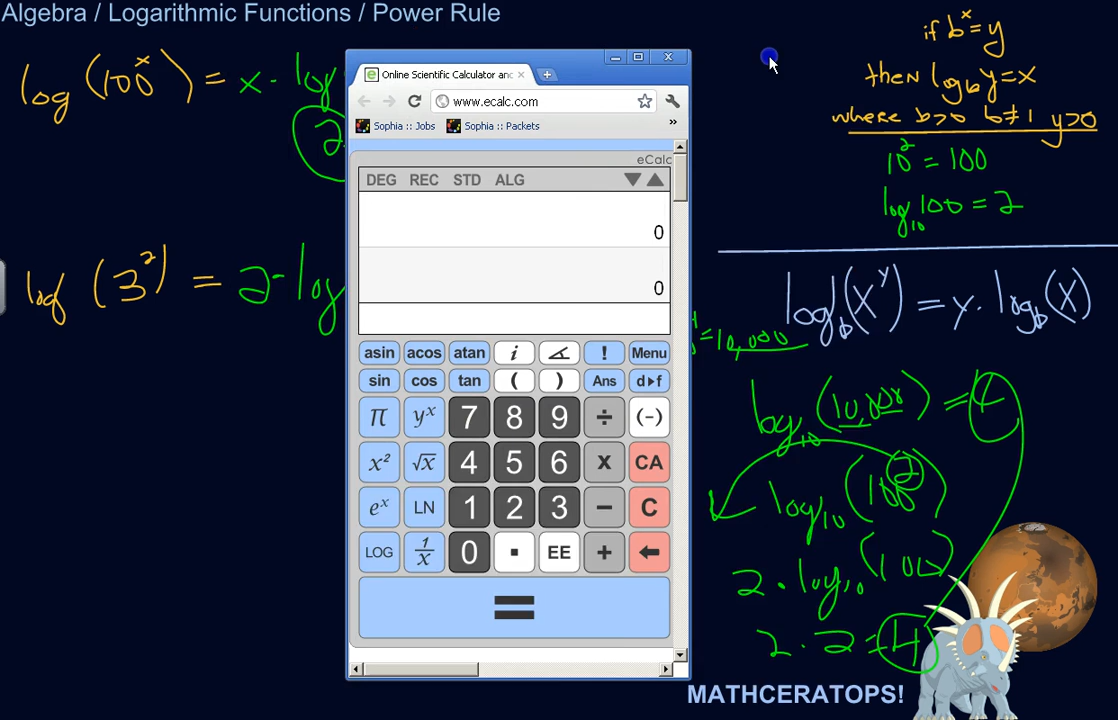 Algebra / Logarithmic Functions / Power Rule
log (100^x) = x · log
2
log (3^2) = 2 · log
Online Scientific Calculator and
www.ecalc.com
Sophia :: Jobs Sophia :: Packets »
eCalc
DEG REC STD ALG
0
0
asin acos atan i ∠ ! Menu
sin cos tan ( ) Ans d▸f
π y^x 7 8 9 ÷ (-)
x² √x 4 5 6 x CA
e^x LN 1 2 3 − C
LOG 1/x 0 . EE + ←
=
if b^x = y
then log_b y = x
where b>0 b≠1 y>0
10^2 = 100
log_10 100 = 2
log_b(x^y) = y · log_b(x)
= 10,000
log_10 (10,000) = 4
log_10 (100^2)
2 · log_10 (100)
2 · 2 = 4
MATHCERATOPS!